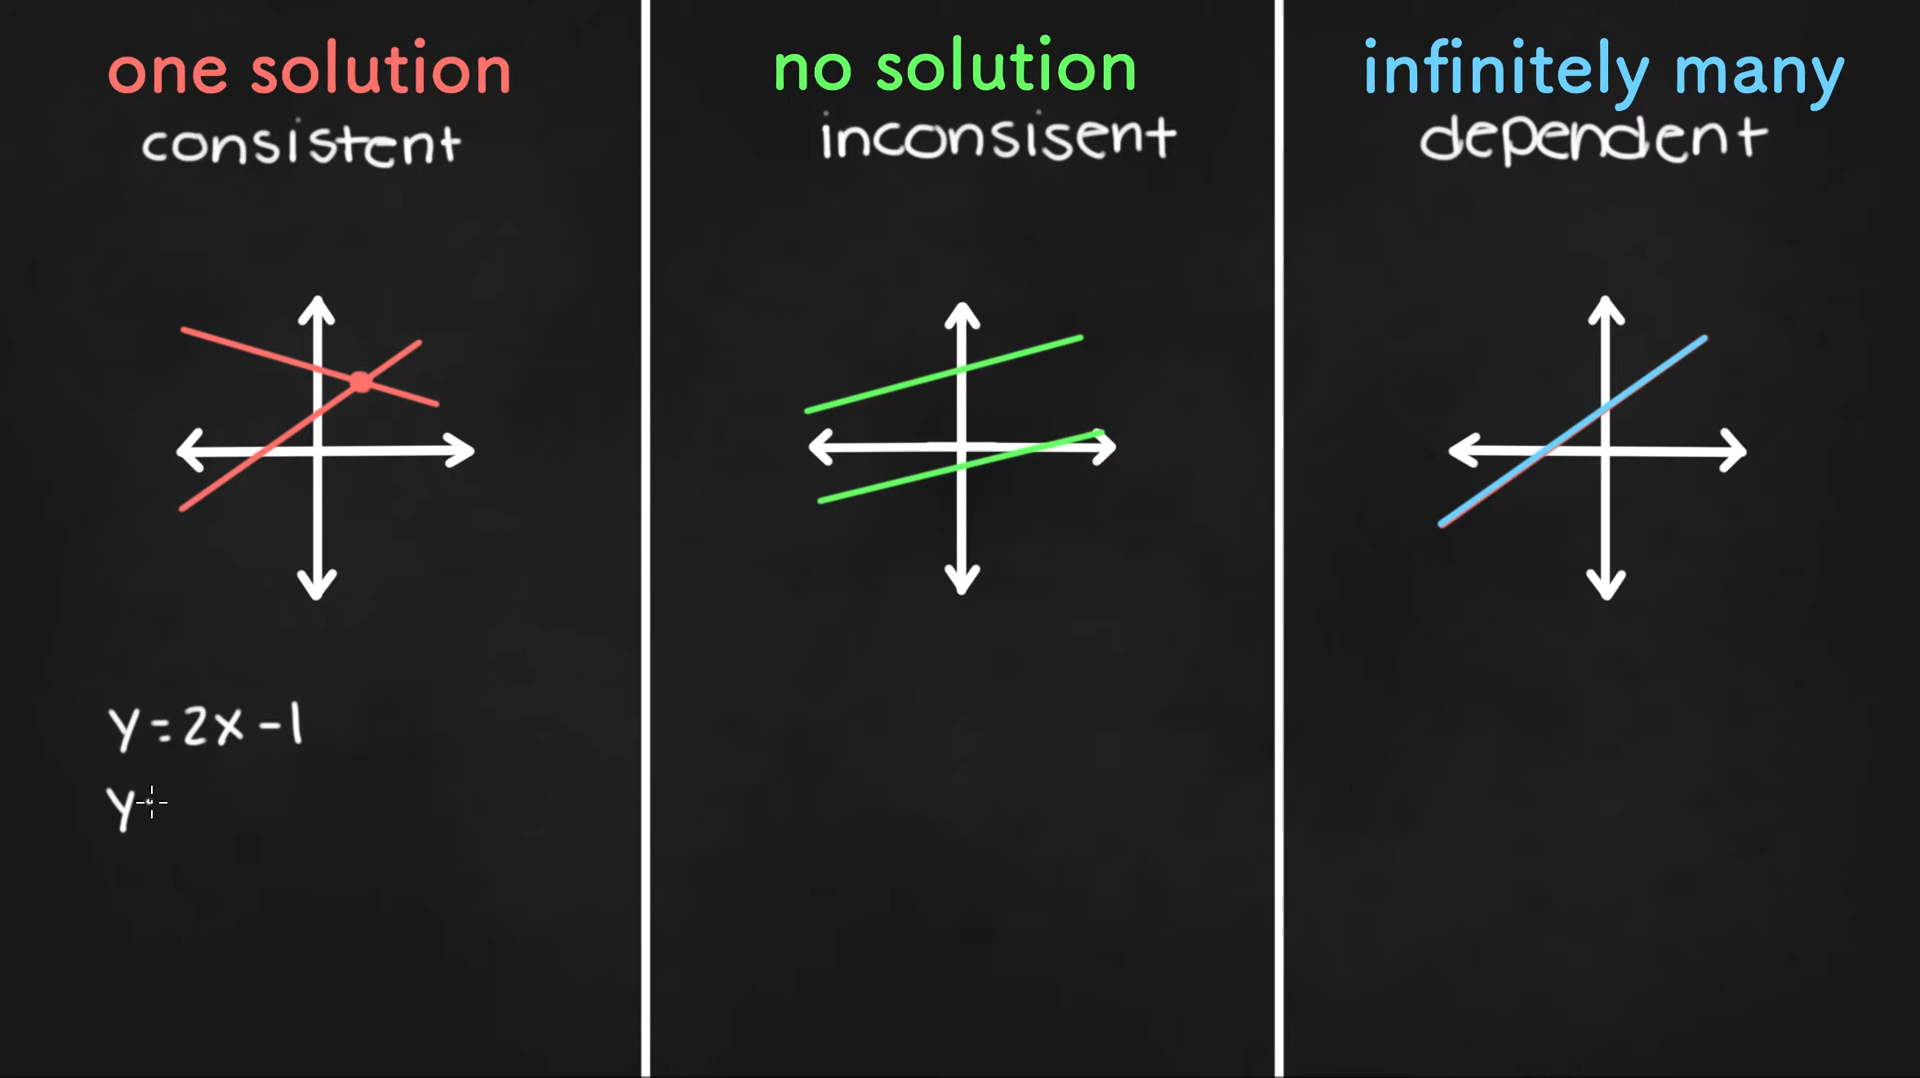 one solution
consistent
y = 2x - 1
y
no solution
inconsisent
infinitely many
dependent